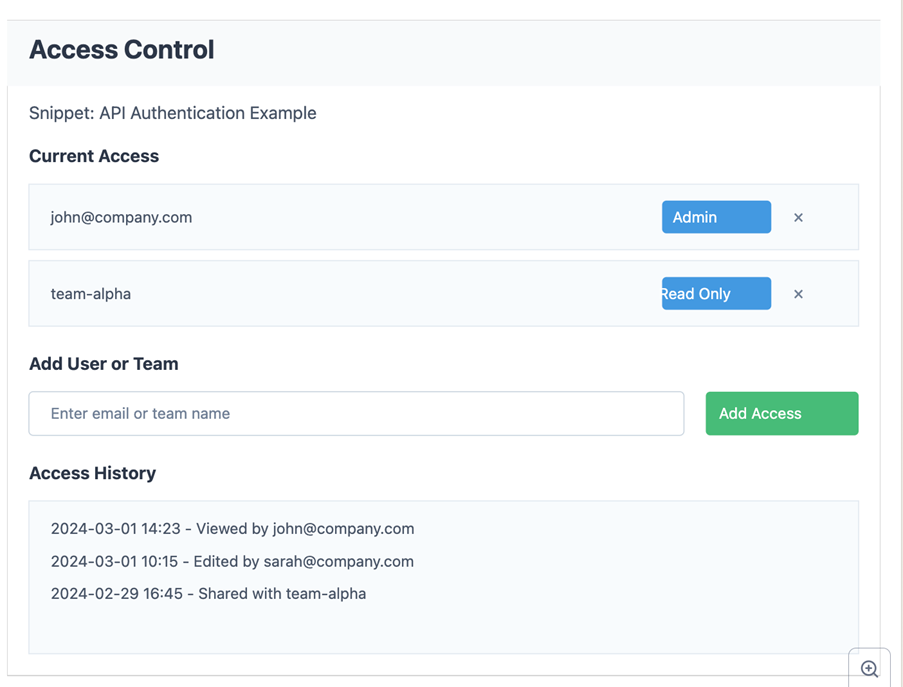 Access Control
Snippet: API Authentication Example
Current Access
john@company.com Admin ×
team-alpha Read Only ×
Add User or Team
Enter email or team name Add Access
Access History
2024-03-01 14:23 - Viewed by john@company.com
2024-03-01 10:15 - Edited by sarah@company.com
2024-02-29 16:45 - Shared with team-alpha